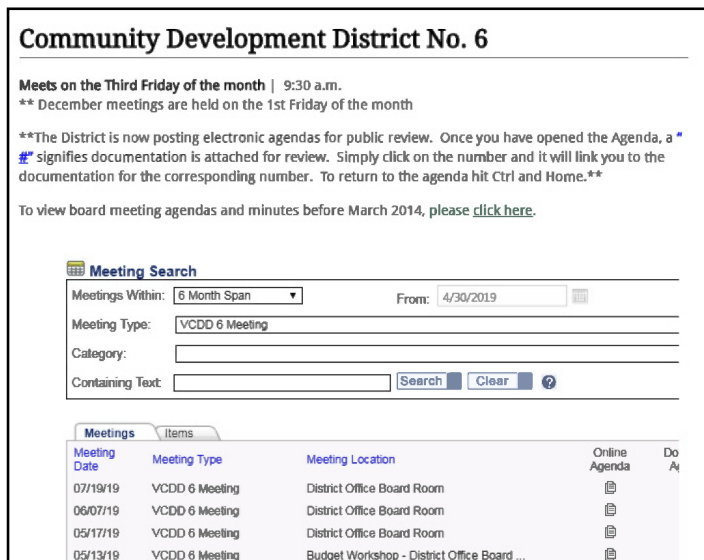 Community Development District No. 6
Meets on the Third Friday of the month | 9:30 a.m.
** December meetings are held on the 1st Friday of the month
**The District is now posting electronic agendas for public review. Once you have opened the Agenda, a "
#" signifies documentation is attached for review. Simply click on the number and it will link you to the
documentation for the corresponding number. To return to the agenda hit Ctrl and Home.**
To view board meeting agendas and minutes before March 2014, please click here.
Meeting Search
Meetings Within: 6 Month Span From: 4/30/2019
Meeting Type: VCDD 6 Meeting
Category:
Containing Text: Search Clear ?
Meetings Items
Meeting Date Meeting Type Meeting Location Online Agenda
07/19/19 VCDD 6 Meeting District Office Board Room
06/07/19 VCDD 6 Meeting District Office Board Room
05/17/19 VCDD 6 Meeting District Office Board Room
05/13/19 VCDD 6 Meeting Budget Workshop - District Office Board ...